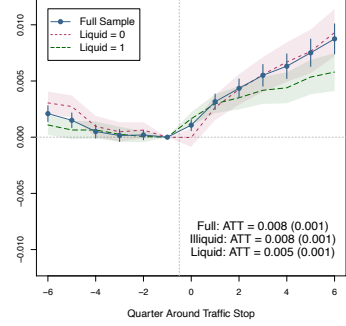 Full Sample
Liquid = 0
Liquid = 1
0.010
0.005
0.000
−0.005
−0.010
Full: ATT = 0.008 (0.001)
Illiquid: ATT = 0.008 (0.001)
Liquid: ATT = 0.005 (0.001)
−6 −4 −2 0 2 4 6
Quarter Around Traffic Stop